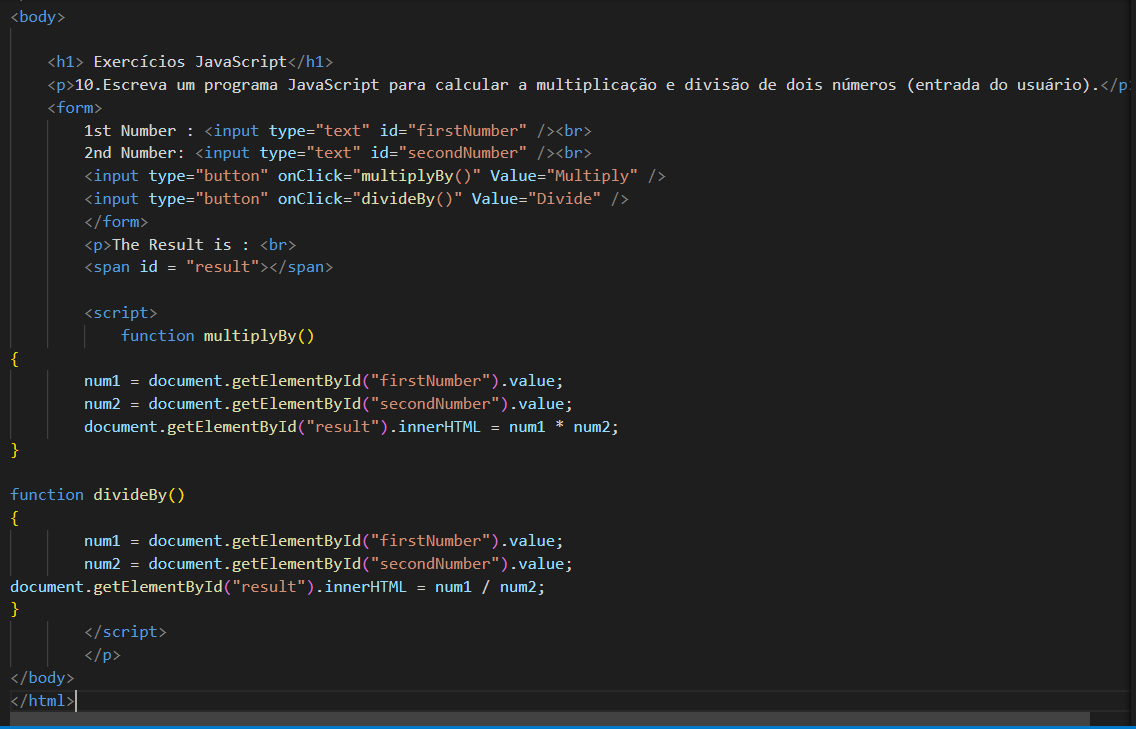 <body>
<h1> Exercícios JavaScript</h1>
<p>10.Escreva um programa JavaScript para calcular a multiplicação e divisão de dois números (entrada do usuário).</p>
<form>
1st Number : <input type="text" id="firstNumber" /><br>
2nd Number: <input type="text" id="secondNumber" /><br>
<input type="button" onClick="multiplyBy()" Value="Multiply" />
<input type="button" onClick="divideBy()" Value="Divide" />
</form>
<p>The Result is : <br>
<span id = "result"></span>
<script>
function multiplyBy()
{
num1 = document.getElementById("firstNumber").value;
num2 = document.getElementById("secondNumber").value;
document.getElementById("result").innerHTML = num1 * num2;
}
function divideBy()
{
num1 = document.getElementById("firstNumber").value;
num2 = document.getElementById("secondNumber").value;
document.getElementById("result").innerHTML = num1 / num2;
}
</script>
</p>
</body>
</html>